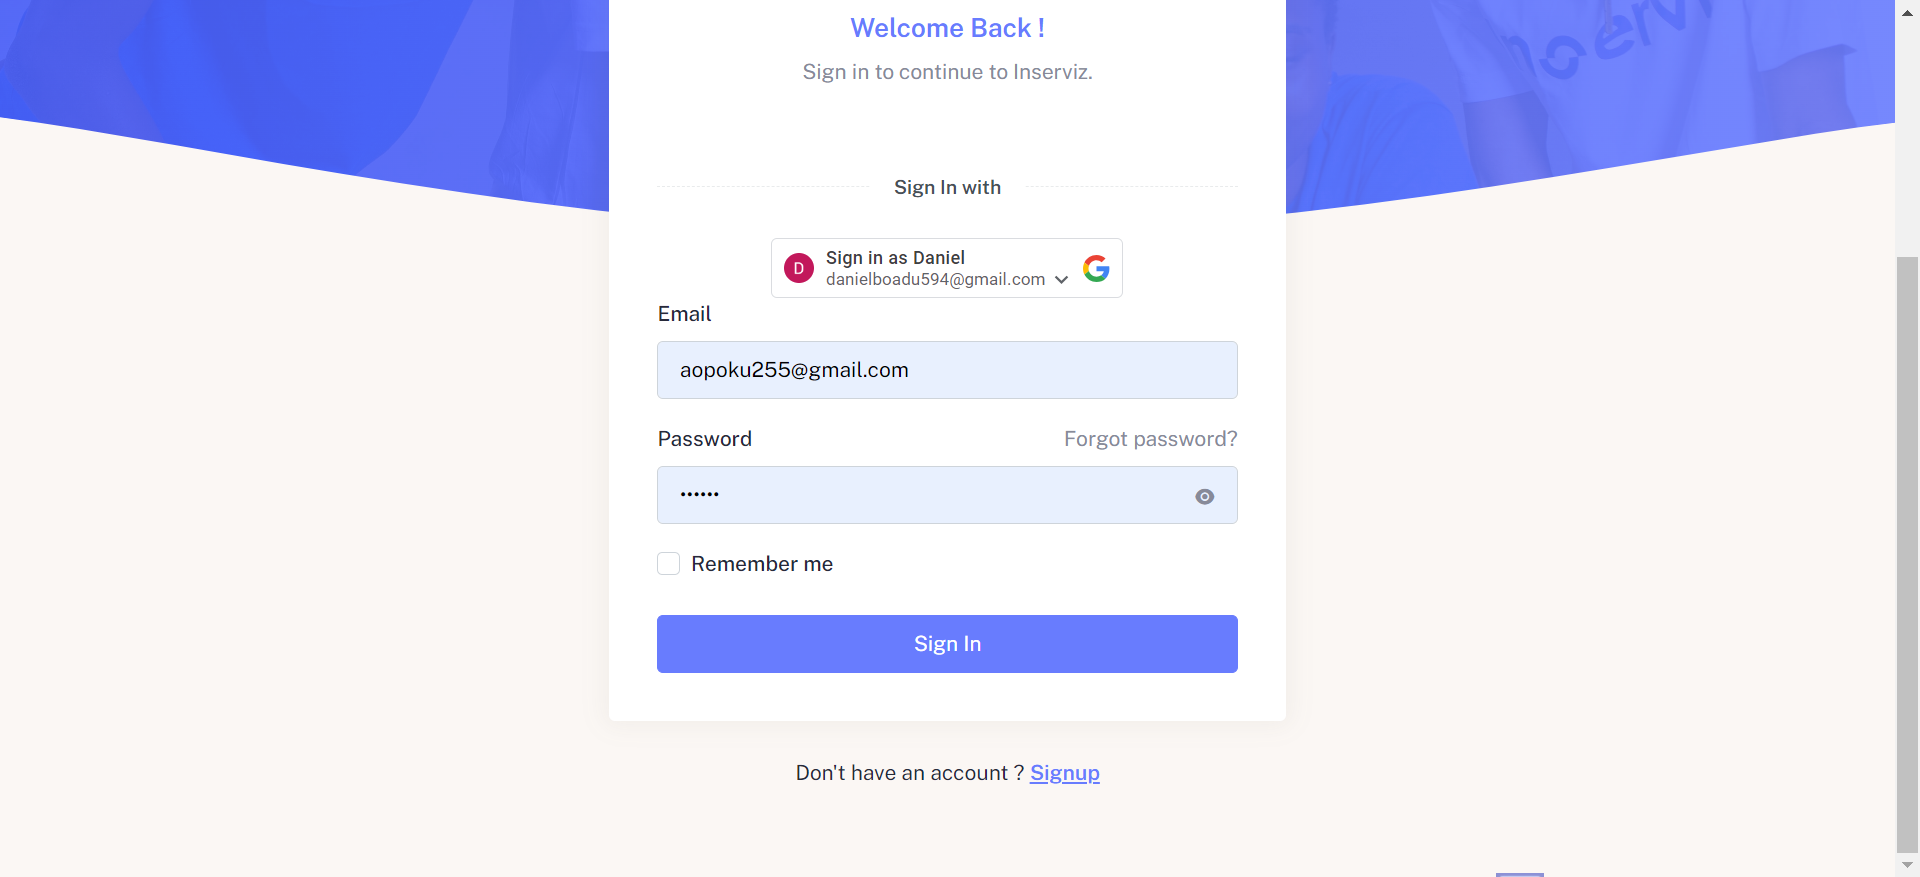 Welcome Back !
Sign in to continue to Inserviz.
Sign In with
D
Sign in as Daniel
danielboadu594@gmail.com
Email
aopoku255@gmail.com
Password
Forgot password?
••••••
Remember me
Sign In
Don't have an account ? Signup